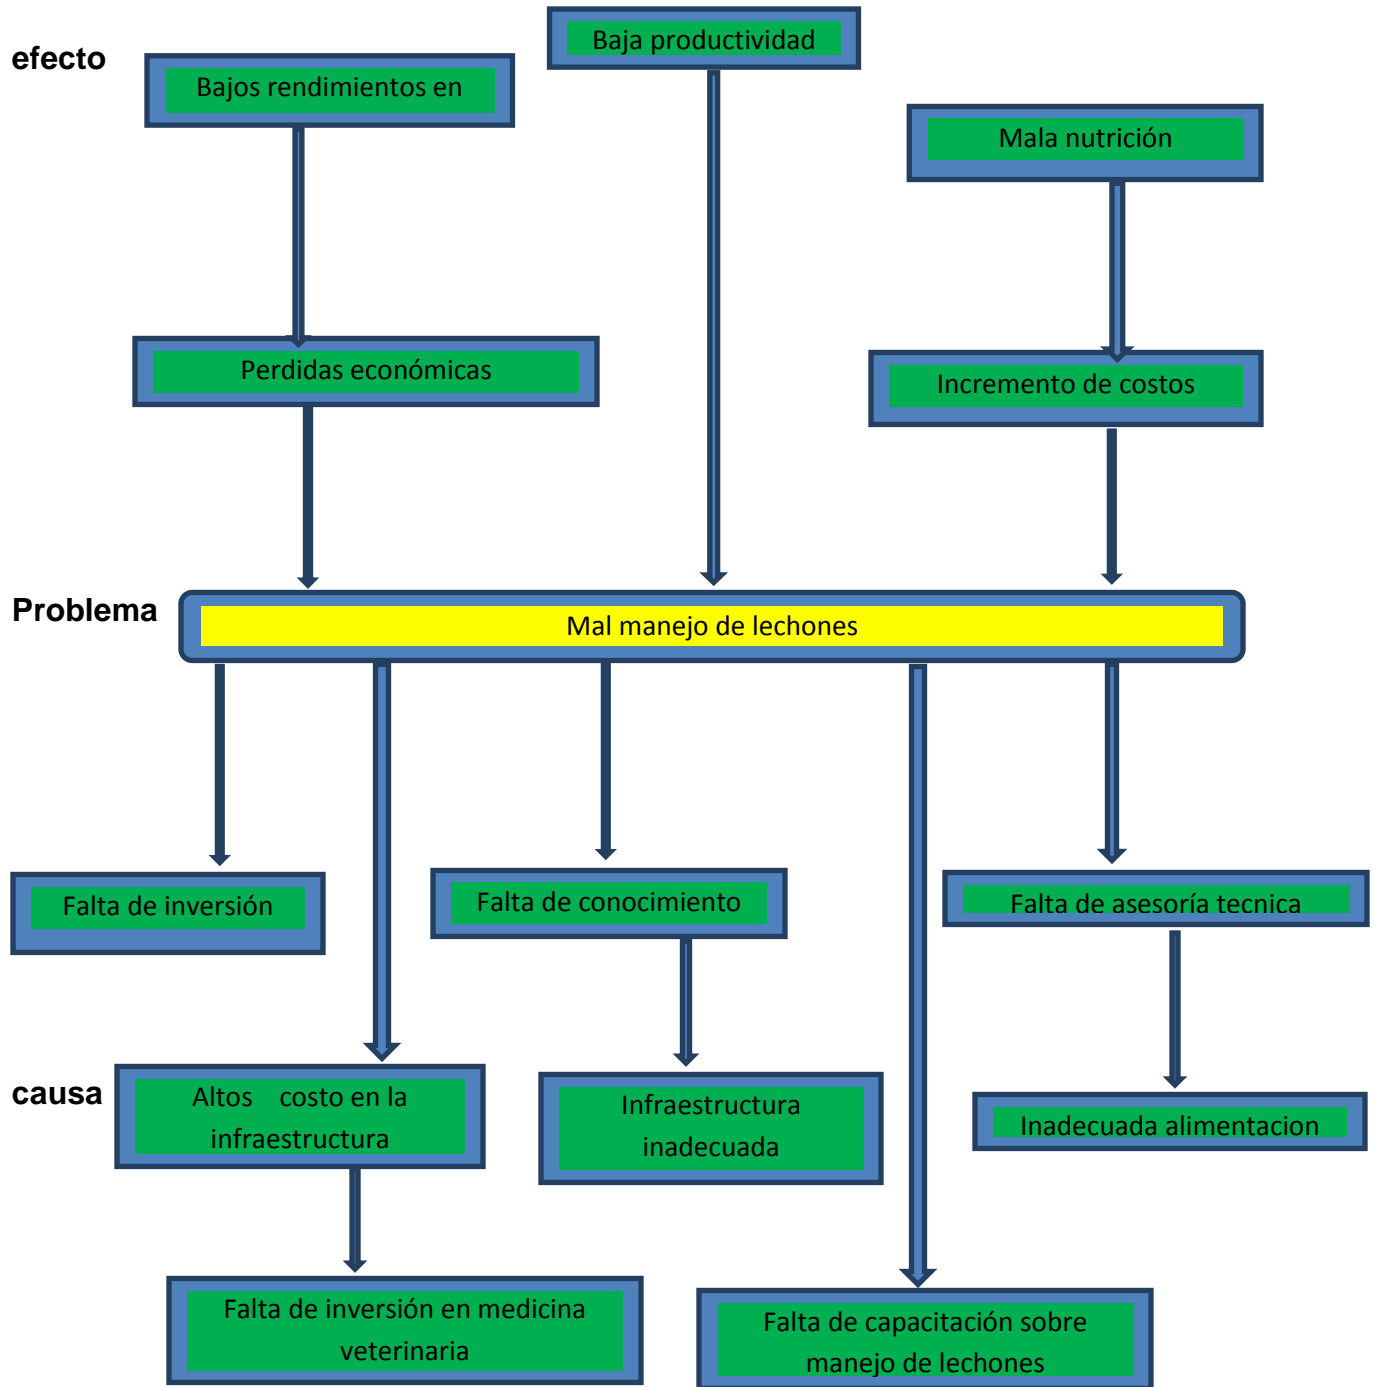 efecto
Baja productividad
Bajos rendimientos en
Mala nutrición
Perdidas económicas
Incremento de costos
Problema
Mal manejo de lechones
Falta de inversión
Falta de conocimiento
Falta de asesoría tecnica
causa
Altos costo en la
infraestructura
Infraestructura
inadecuada
Inadecuada alimentacion
Falta de inversión en medicina
veterinaria
Falta de capacitación sobre
manejo de lechones